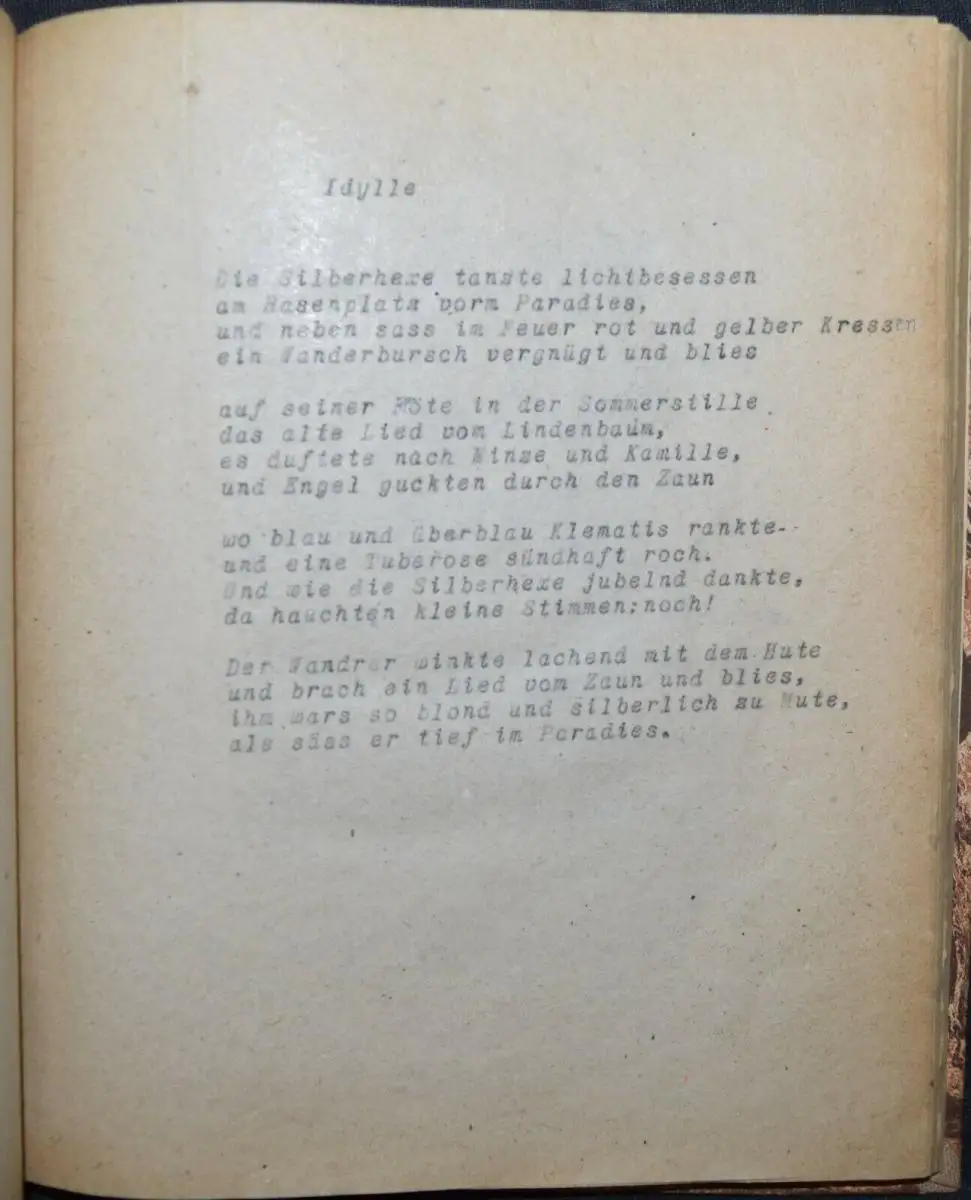 Idylle
Die Silberhexe tanzte lichtbesessen
am Rasenplatz vorm Paradies,
und neben sass im Feuer rot und gelber Kressen
ein Wanderbursch vergnügt und blies
auf seiner Flöte in der Sommerstille
das alte Lied vom Lindenbaum,
es duftete nach Minze und Kamille,
und Engel guckten durch den Zaun
wo blau und überblau Klematis rankte-
und eine Tuberose sündhaft roch.
Und wie die Silberhexe jubelnd dankte,
da hauchten kleine Stimmen:noch!
Der Wandrer winkte lachend mit dem Hute
und brach ein Lied vom Zaun und blies,
ihm wars so blond und silberlich zu Mute,
als säss er tief im Paradies.